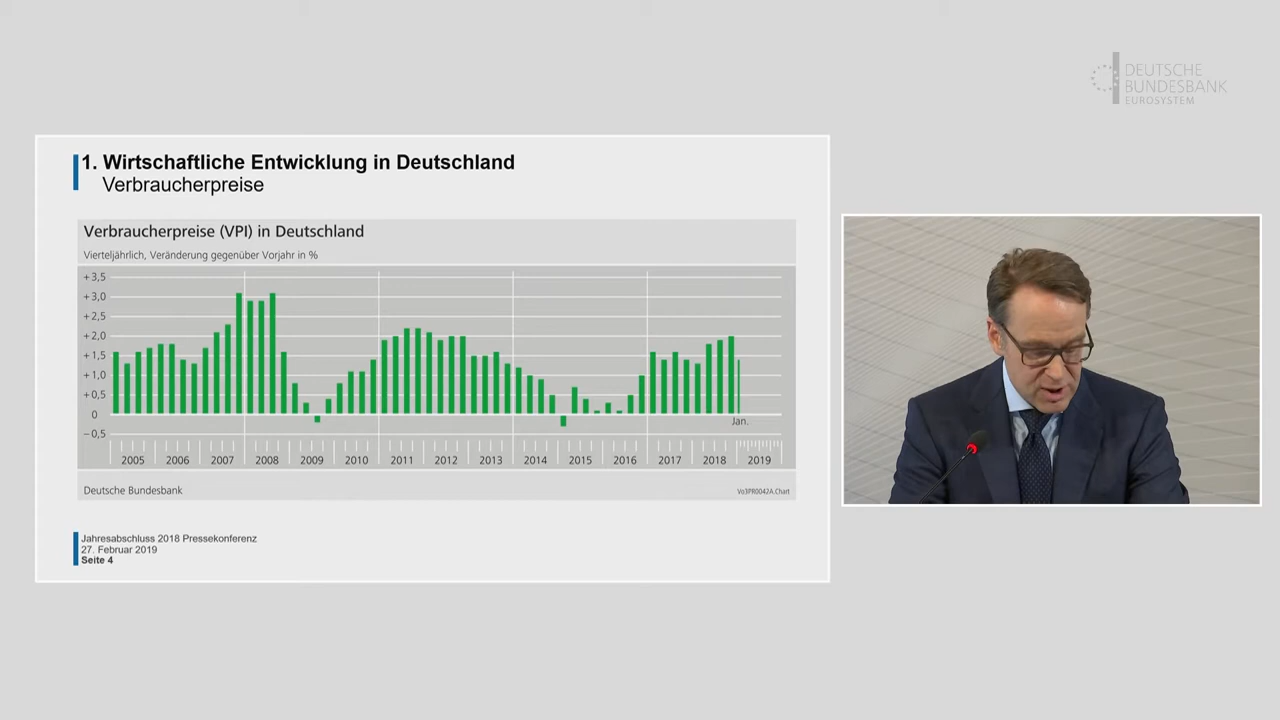 DEUTSCHE
BUNDESBANK
EUROSYSTEM
1. Wirtschaftliche Entwicklung in Deutschland
Verbraucherpreise
Verbraucherpreise (VPI) in Deutschland
Vierteljährlich, Veränderung gegenüber Vorjahr in %
+3,5
+3,0
+2,5
+2,0
+1,5
+1,0
+0,5
0
−0,5
Jan.
2005 2006 2007 2008 2009 2010 2011 2012 2013 2014 2015 2016 2017 2018 2019
Deutsche Bundesbank
Vo3PR0042A.Chart
Jahresabschluss 2018 Pressekonferenz
27. Februar 2019
Seite 4